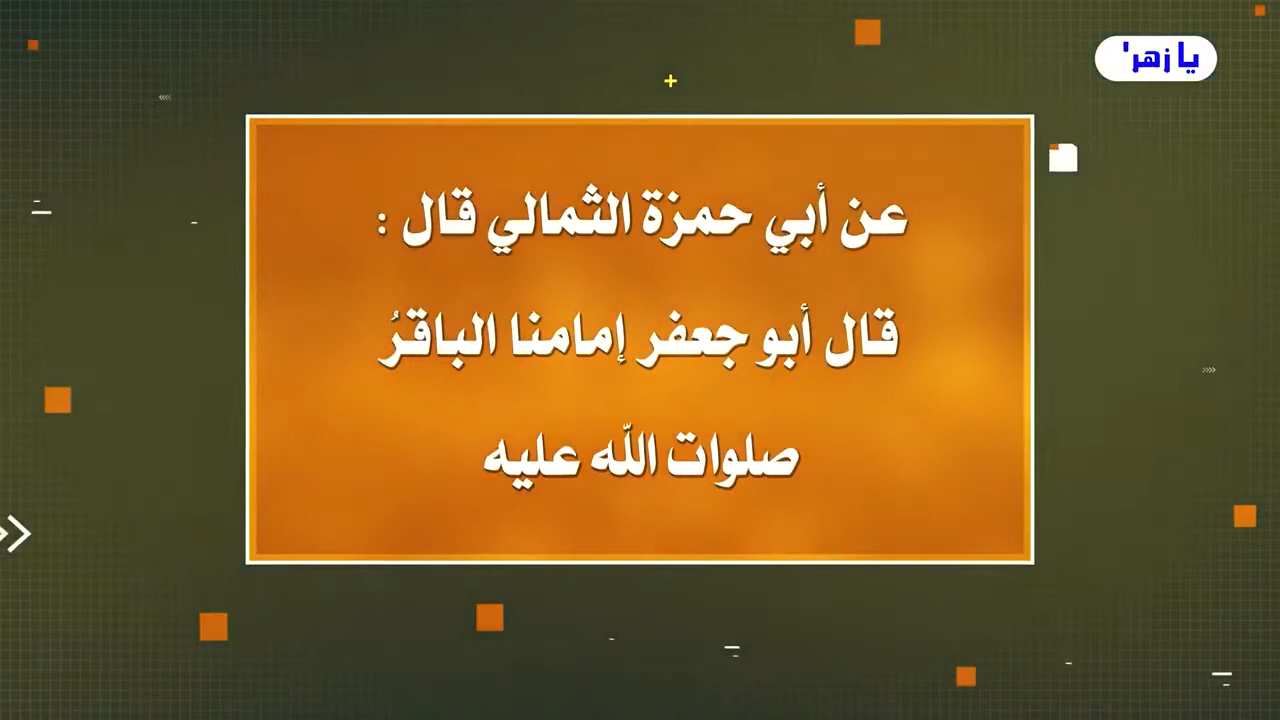 يا زهر'
عن أبي حمزة الثمالي قال :
قال أبو جعفر إمامنا الباقرُ
صلوات اللّه عليه